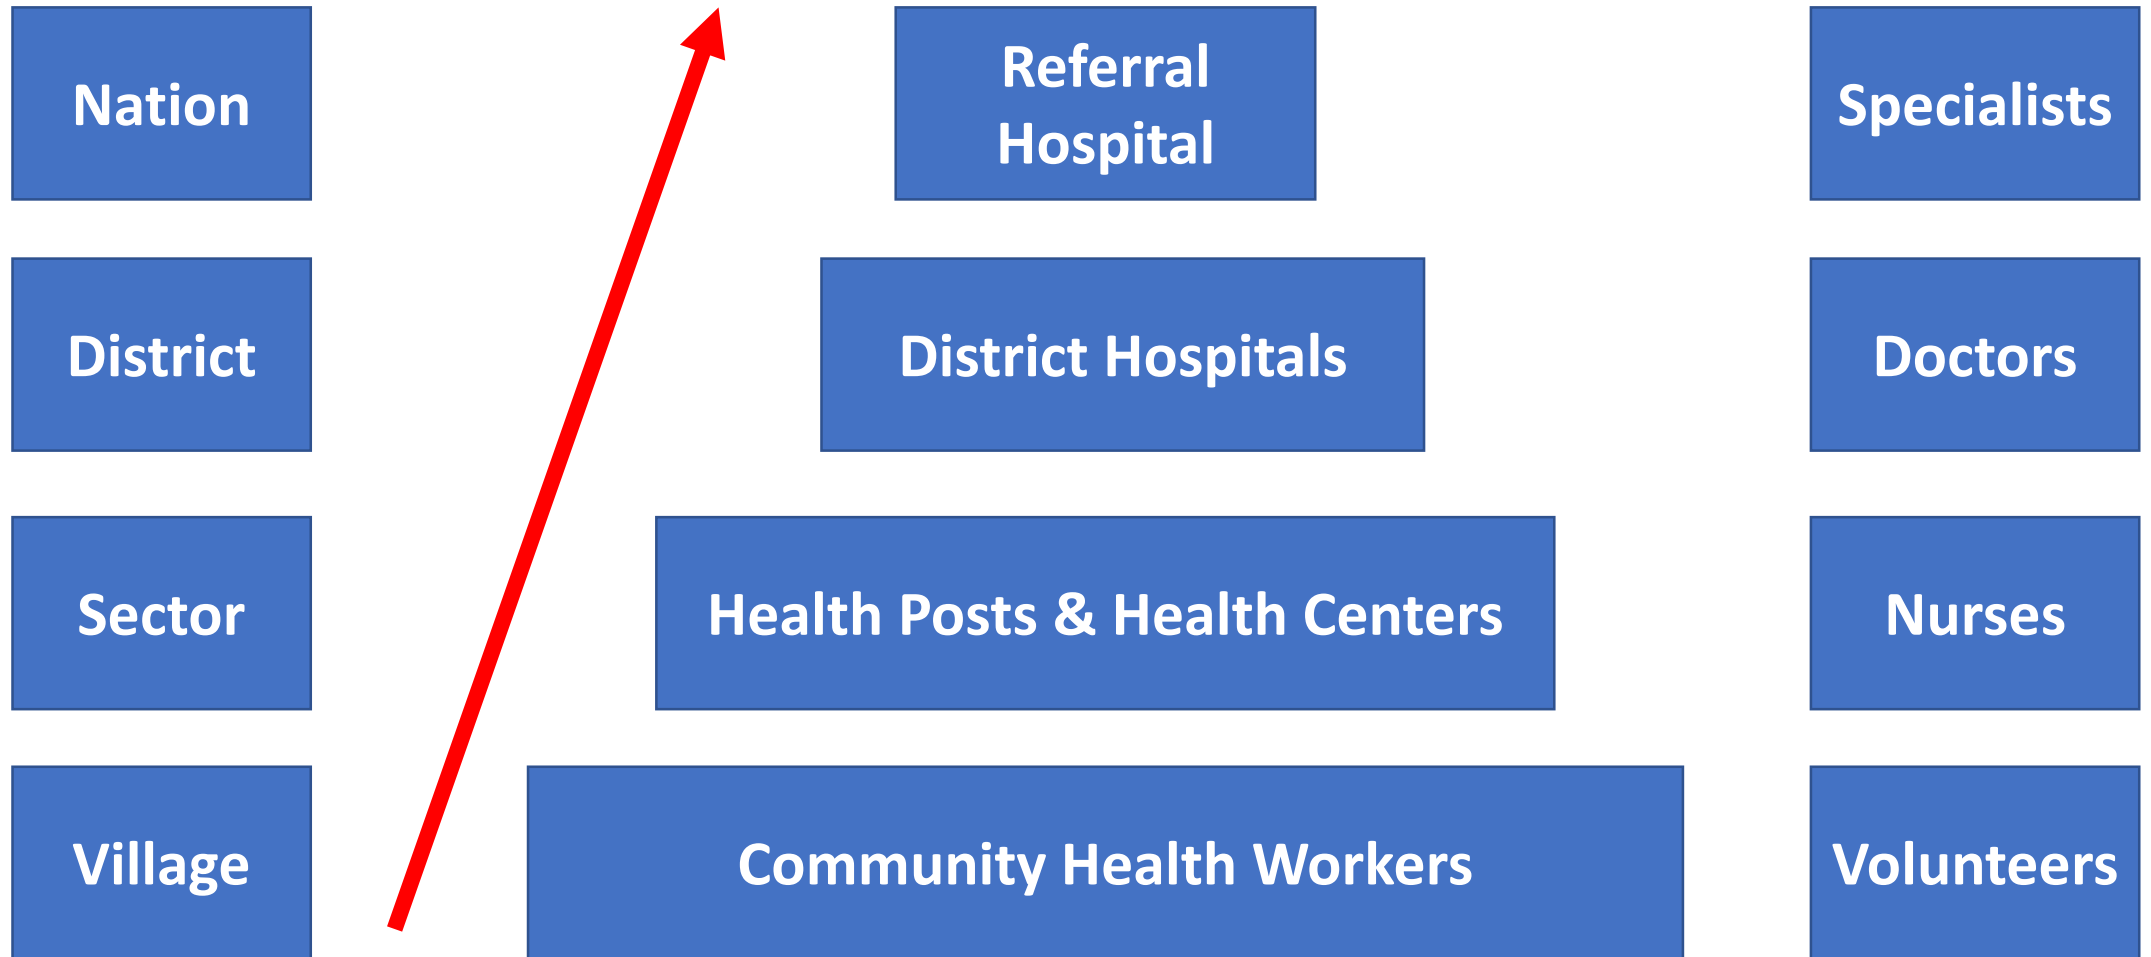 Nation
Referral
Hospital
Specialists
District
District Hospitals
Doctors
Sector
Health Posts & Health Centers
Nurses
Village
Community Health Workers
Volunteers